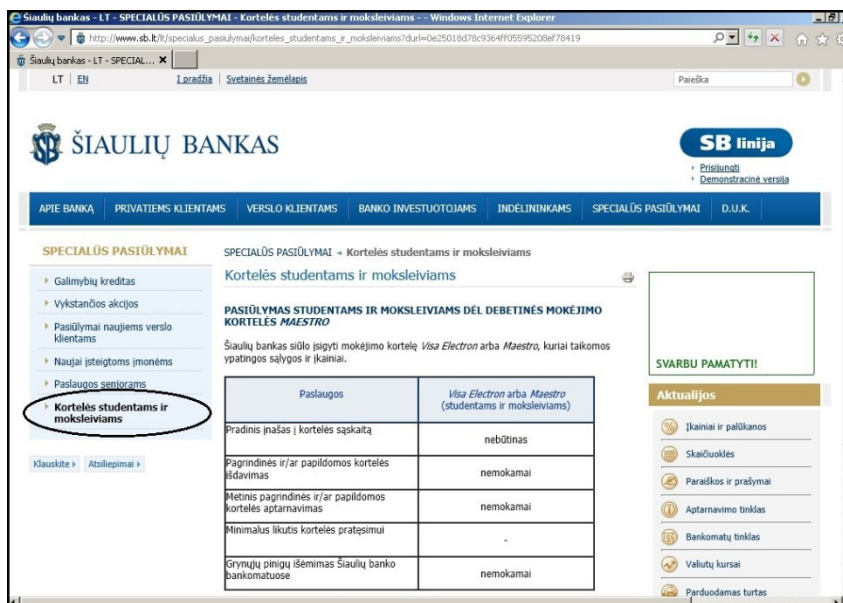 Šiaulių bankas - LT - SPECIALŪS PASIŪLYMAI - Kortelės studentams ir moksleiviams - - Windows Internet Explorer
http://www.sb.lt/lt/specialus_pasiulymai/korteles_studentams_ir_moksleiviams?durl=0e25018d78c9364ff05595208ef78419
Šiaulių bankas - LT - SPECIAL...
LT | EN
Į pradžią | Svetainės žemėlapis
Paieška
ŠIAULIŲ BANKAS
SB linija
Prisijungti
Demonstracinė versija
APIE BANKĄ PRIVATIEMS KLIENTAMS VERSLO KLIENTAMS BANKO INVESTUOTOJAMS INDĖLININKAMS SPECIALŪS PASIŪLYMAI D.U.K.
SPECIALŪS PASIŪLYMAI
Galimybių kreditas
Vykstančios akcijos
Pasiūlymai naujiems verslo
klientams
Naujai įsteigtoms įmonėms
Paslaugos senjorams
Kortelės studentams ir
moksleiviams
Klauskite
Atsiliepimai
SPECIALŪS PASIŪLYMAI → Kortelės studentams ir moksleiviams
Kortelės studentams ir moksleiviams
PASIŪLYMAS STUDENTAMS IR MOKSLEIVIAMS DĖL DEBETINĖS MOKĖJIMO
KORTELĖS MAESTRO
Šiaulių bankas siūlo įsigyti mokėjimo kortelę Visa Electron arba Maestro, kuriai taikomos
ypatingos sąlygos ir įkainiai.
Paslaugos
Visa Electron arba Maestro
(studentams ir moksleiviams)
Pradinis įnašas į kortelės sąskaitą
nebūtinas
Pagrindinės ir/ar papildomos kortelės
išdavimas
nemokamai
Metinis pagrindinės ir/ar papildomos
kortelės aptarnavimas
nemokamai
Minimalus likutis kortelės pratęsimui
-
Grynųjų pinigų išėmimas Šiaulių banko
bankomatuose
nemokamai
SVARBU PAMATYTI!
Aktualijos
Įkainiai ir palūkanos
Skaičiuoklės
Paraiškos ir prašymai
Aptarnavimo tinklas
Bankomatų tinklas
Valiutų kursai
Parduodamas turtas